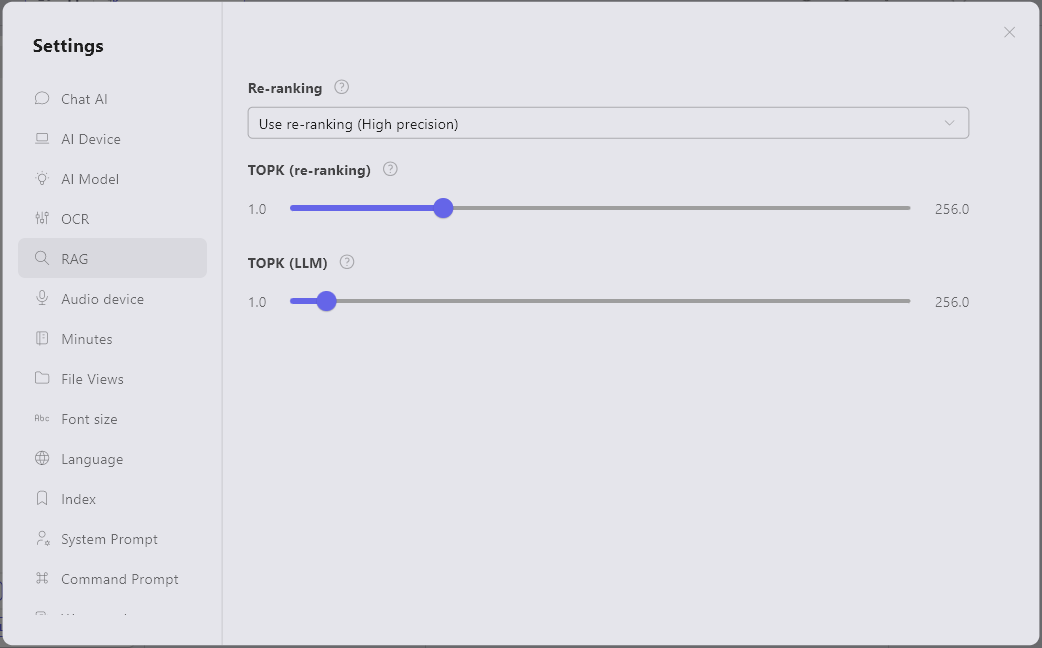 Settings
Chat AI
AI Device
AI Model
OCR
RAG
Audio device
Minutes
File Views
Abc Font size
Language
Index
System Prompt
Command Prompt
Re-ranking ?
Use re-ranking (High precision)
TOPK (re-ranking) ?
1.0 256.0
TOPK (LLM) ?
1.0 256.0